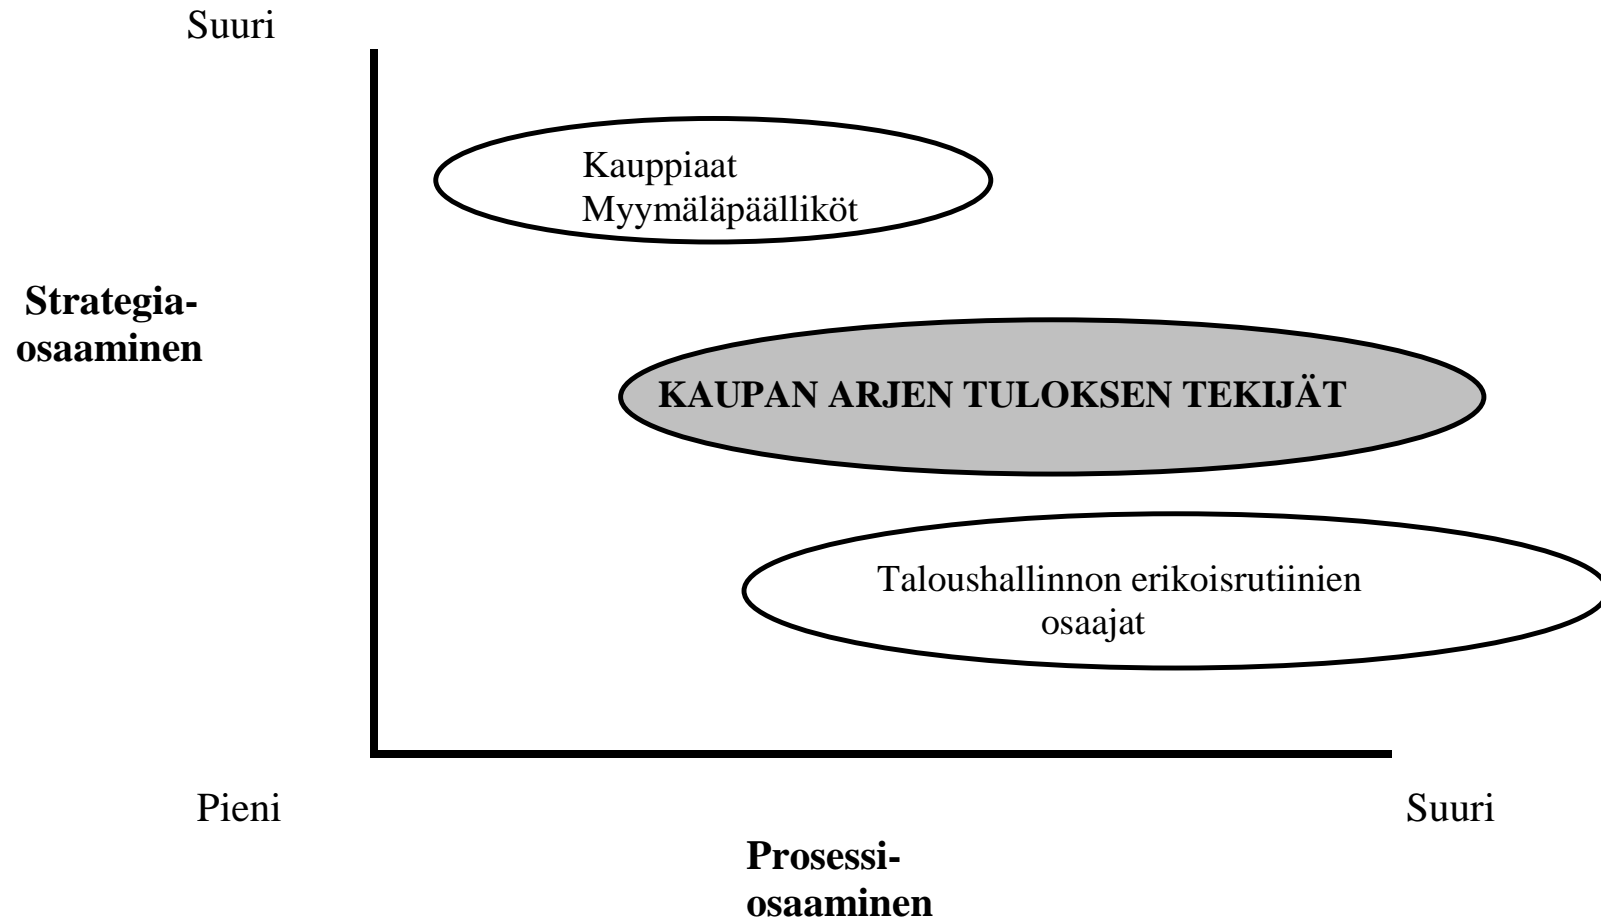 Suuri
Kauppiaat
Myymäläpäälliköt
Strategia-
osaaminen
KAUPAN ARJEN TULOKSEN TEKIJÄT
Taloushallinnon erikoisrutiinien
osaajat
Pieni
Suuri
Prosessi-
osaaminen